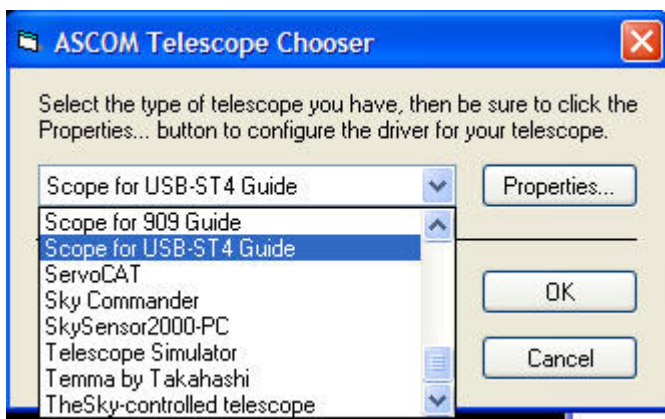 ASCOM Telescope Chooser
Select the type of telescope you have, then be sure to click the
Properties... button to configure the driver for your telescope.
Scope for USB-ST4 Guide
Properties...
Scope for 909 Guide
Scope for USB-ST4 Guide
ServoCAT
Sky Commander
SkySensor2000-PC
Telescope Simulator
Temma by Takahashi
TheSky-controlled telescope
OK
Cancel